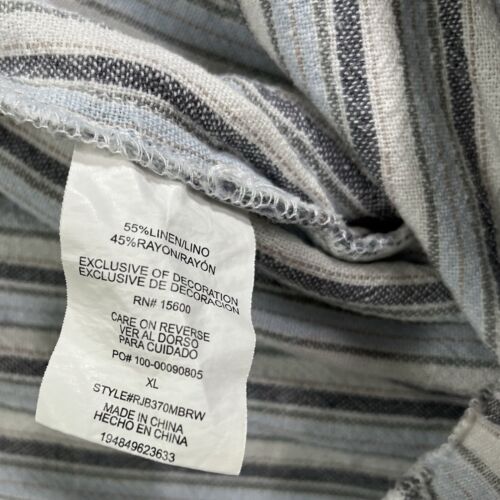 55%LINEN/LINO
45%RAYON/RAYÓN
EXCLUSIVE OF DECORATION
EXCLUSIVE DE DECORACIÓN
RN# 15600
CARE ON REVERSE
VER AL DORSO
PARA CUIDADO
PO# 100-00090805
XL
STYLE#RJB370MBRW
MADE IN CHINA
HECHO EN CHINA
194849623633